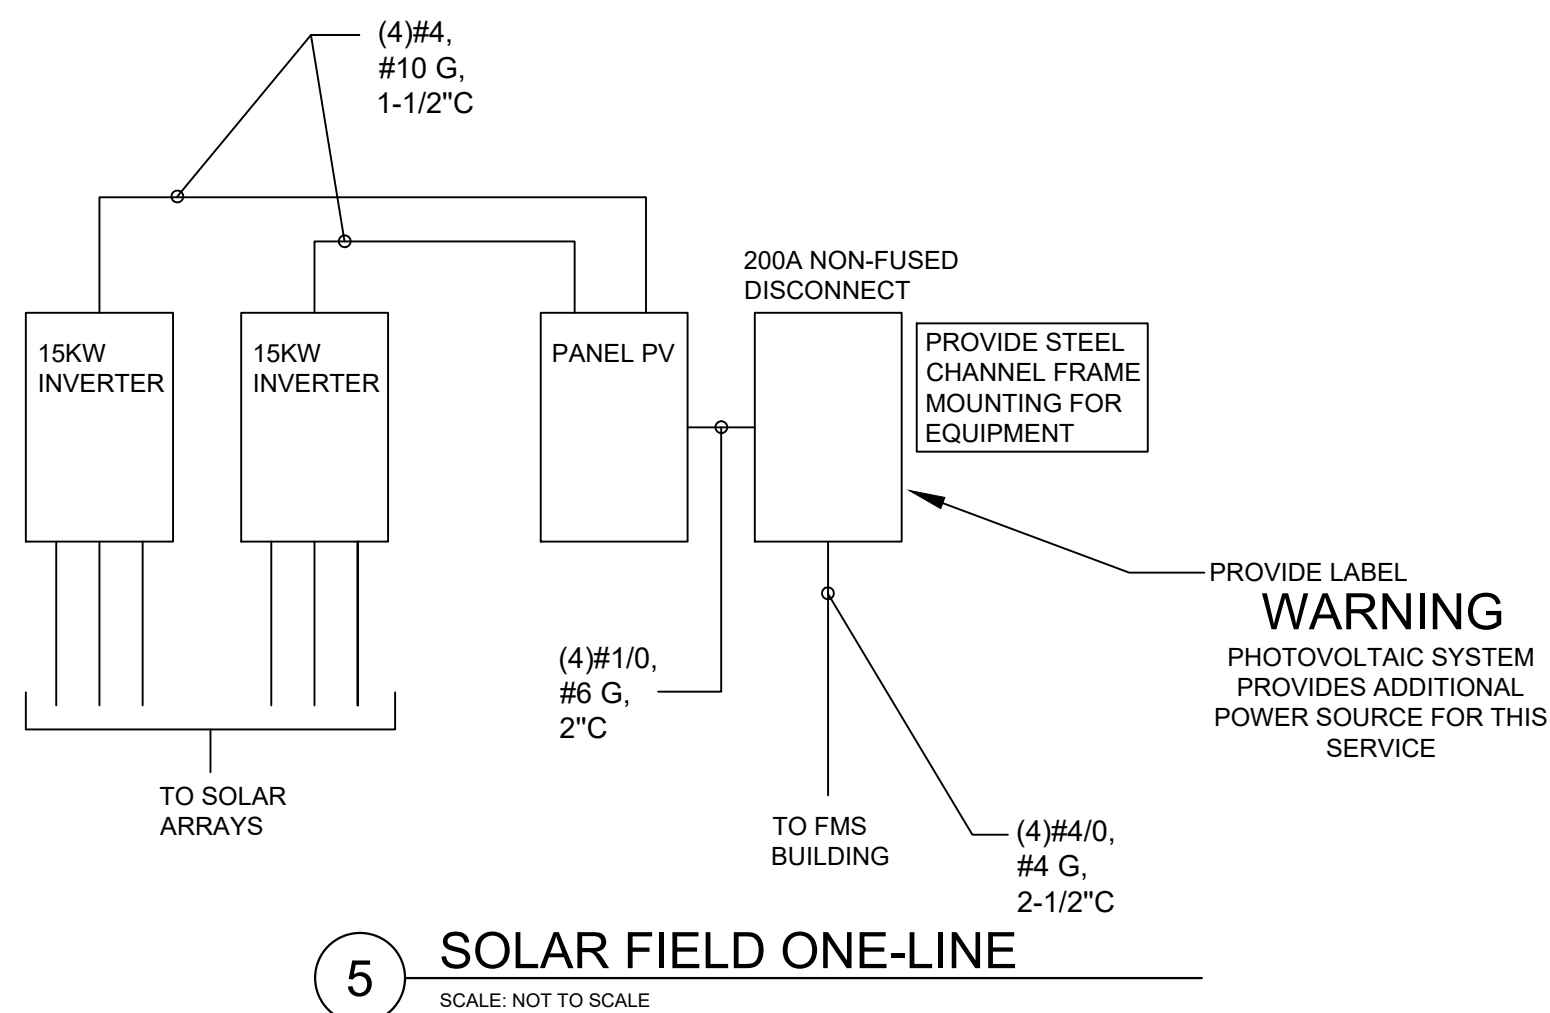 (4)#4,
#10 G,
1-1/2"C
200A NON-FUSED
DISCONNECT
15KW
INVERTER
15KW
INVERTER
PANEL PV
PROVIDE STEEL
CHANNEL FRAME
MOUNTING FOR
EQUIPMENT
PROVIDE LABEL
WARNING
PHOTOVOLTAIC SYSTEM
PROVIDES ADDITIONAL
POWER SOURCE FOR THIS
SERVICE
(4)#1/0,
#6 G,
2"C
TO SOLAR
ARRAYS
TO FMS
BUILDING
(4)#4/0,
#4 G,
2-1/2"C
5
SOLAR FIELD ONE-LINE
SCALE: NOT TO SCALE